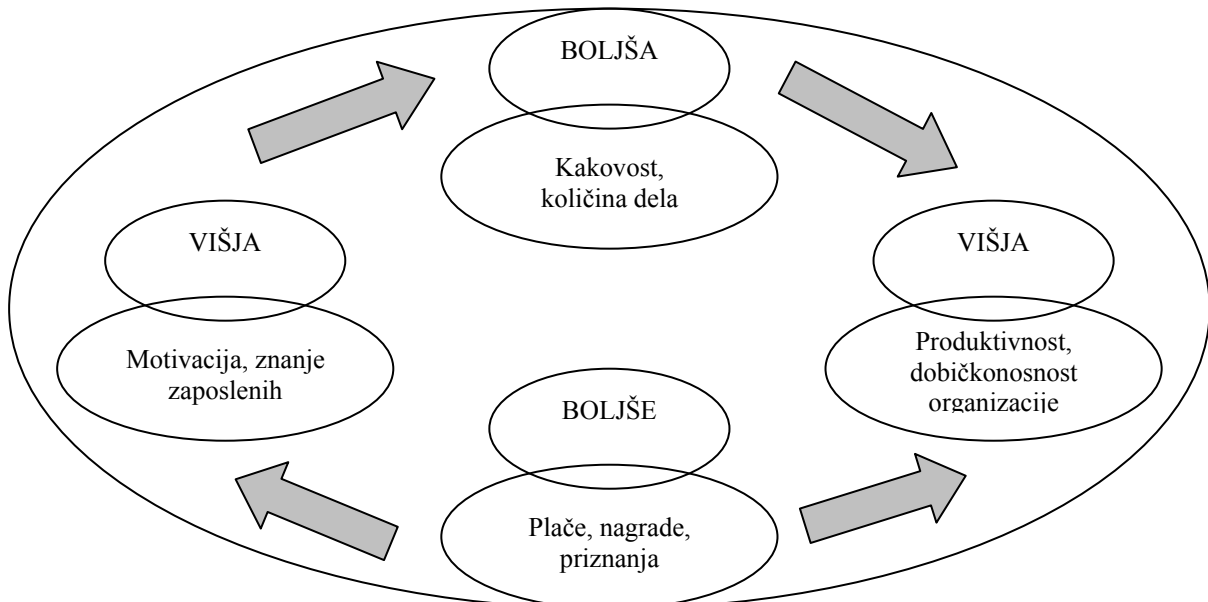 BOLJŠA
Kakovost,
količina dela
VIŠJA
Motivacija, znanje
zaposlenih
VIŠJA
Produktivnost,
dobičkonosnost
organizacije
BOLJŠE
Plače, nagrade,
priznanja